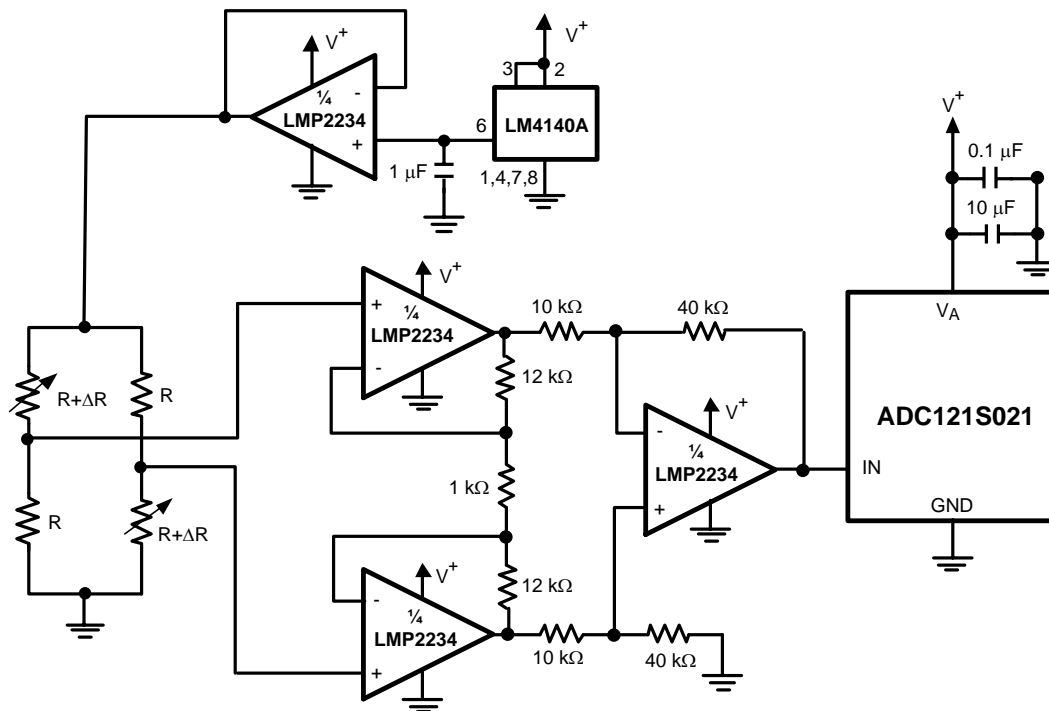 V+
-
¼
LMP2234
+
1 µF
V+
3
2
6
LM4140A
1,4,7,8
V+
0.1 µF
10 µF
VA
ADC121S021
IN
GND
R+ΔR
R
R
R+ΔR
V+
+
¼
LMP2234
-
10 kΩ
40 kΩ
12 kΩ
1 kΩ
V+
-
¼
LMP2234
+
12 kΩ
V+
-
¼
LMP2234
+
10 kΩ
40 kΩ